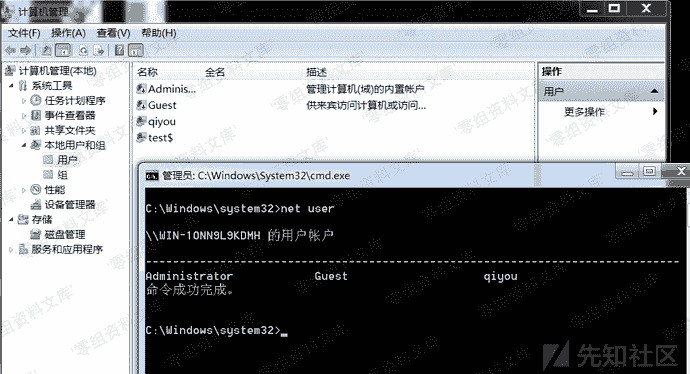 计算机管理
文件(F) 操作(A) 查看(V) 帮助(H)
计算机管理(本地)
系统工具
任务计划程序
事件查看器
共享文件夹
本地用户和组
用户
组
性能
设备管理器
存储
磁盘管理
服务和应用程序
名称 全名 描述
Adminis... 管理计算机(域)的内置帐户
Guest 供来宾访问计算机或访问...
qiyou
test$
操作
用户
更多操作
管理员: C:\Windows\System32\cmd.exe
C:\Windows\system32>net user
\\WIN-1ONN9L9KDMH 的用户帐户
-------------------------------------------------------------------------------
Administrator Guest qiyou
命令成功完成。
C:\Windows\system32>_
先知社区
'零组资料文库'